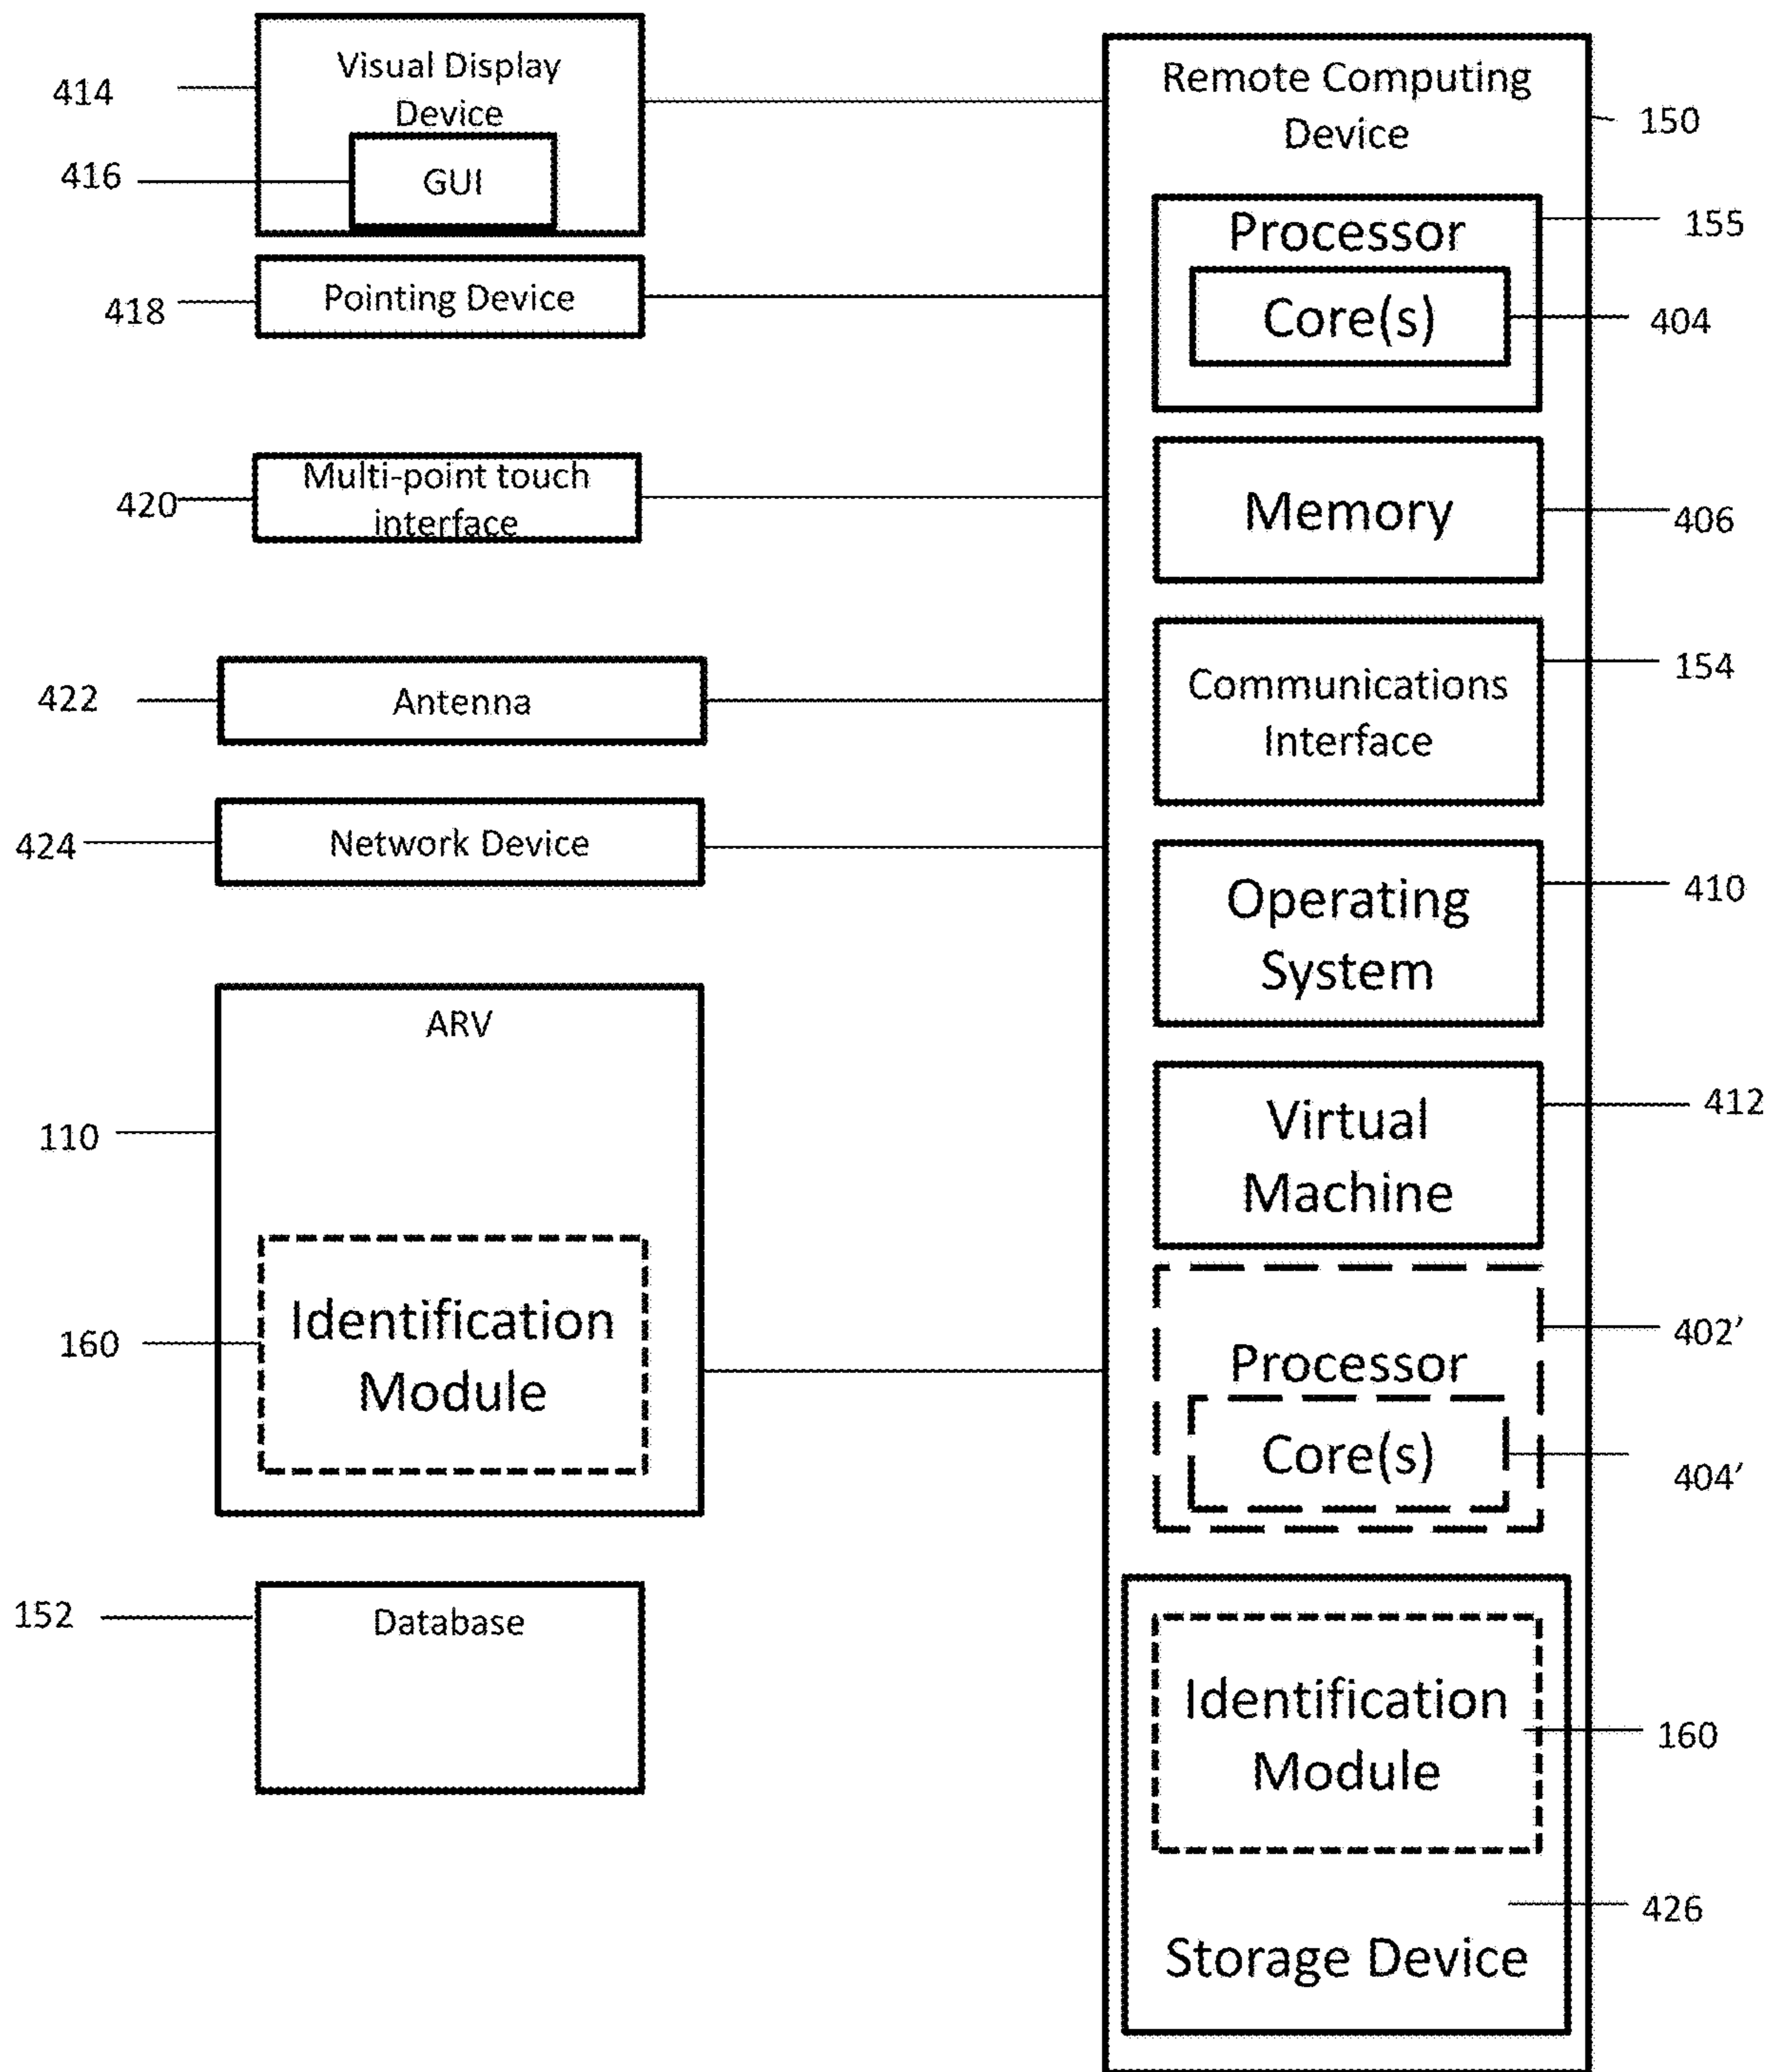 414
Visual Display
Device
416
GUI
418
Pointing Device
420
Multi-point touch
interface
422
Antenna
424
Network Device
ARV
110
160
Identification
Module
152
Database
Remote Computing
Device
150
Processor
155
Core(s)
404
Memory
406
Communications
Interface
154
Operating
System
410
Virtual
Machine
412
Processor
402’
Core(s)
404’
Identification
Module
160
426
Storage Device